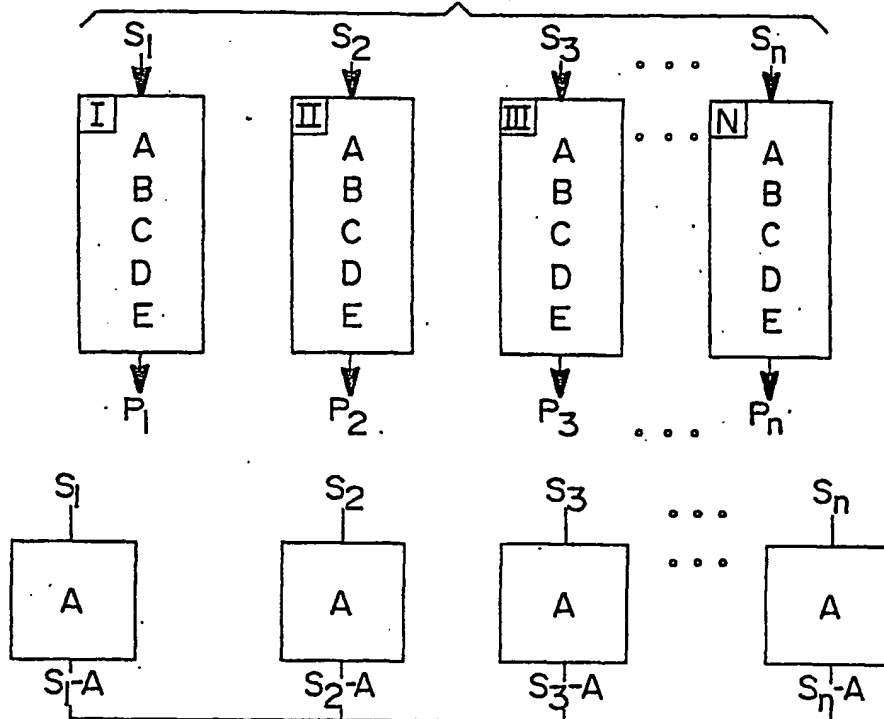 S1 S2 S3 Sn
I II III N
A A A A
B B B B
C C C C
D D D D
E E E E
P1 P2 P3 Pn
S1 S2 S3 Sn
A A A A
S1-A S2-A S3-A Sn-A